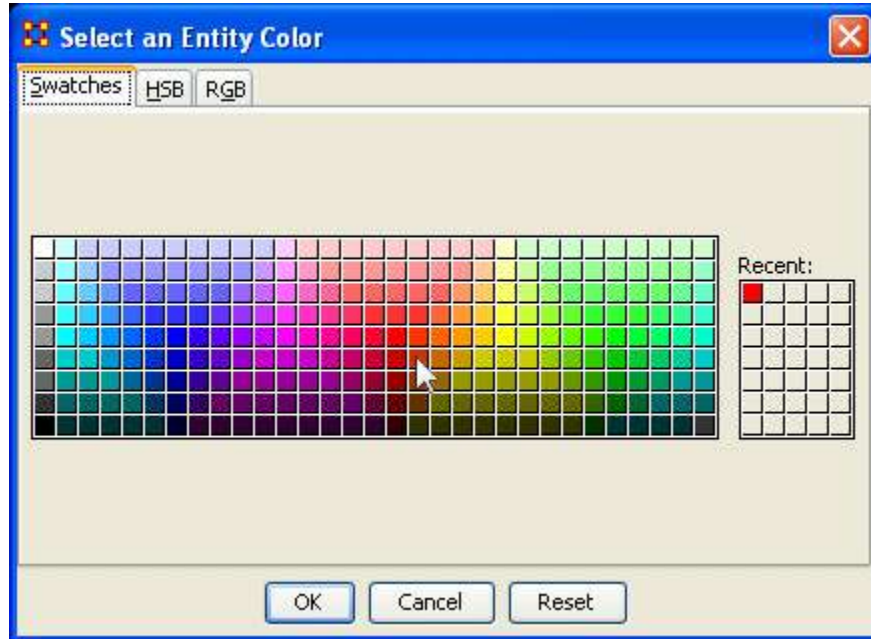 Select an Entity Color
Swatches HSB RGB
Recent:
OK Cancel Reset